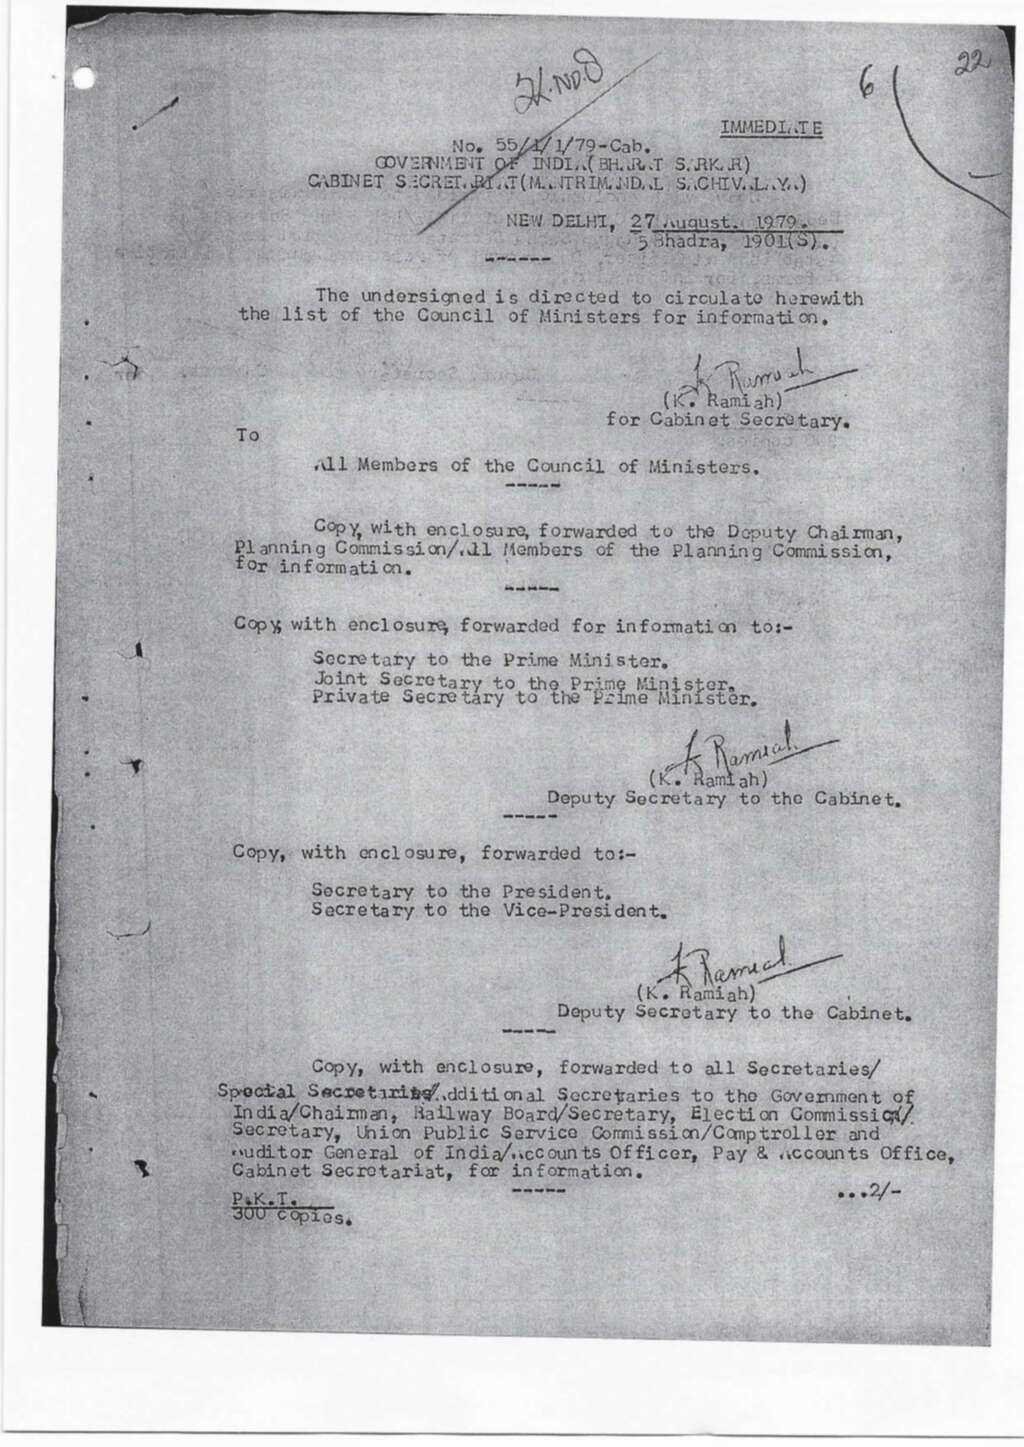 22
6
IMMEDIATE
No. 55/1/1/79-Cab.
GOVERNMENT OF INDIA(BHARAT SARKAR)
CABINET SECRETARIAT(MANTRIMANDAL SACHIVALAYA)
NEW DELHI, 27 August, 1979.
5 Bhadra, 1901(S).
The undersigned is directed to circulate herewith
the list of the Council of Ministers for information.
K Ramiah
(K. Ramiah)
for Cabinet Secretary.
To
All Members of the Council of Ministers.
Copy, with enclosure, forwarded to the Deputy Chairman,
Planning Commission/All Members of the Planning Commission,
for information.
Copy, with enclosure, forwarded for information to:-
Secretary to the Prime Minister.
Joint Secretary to the Prime Minister.
Private Secretary to the Prime Minister.
K Ramiah
(K. Ramiah)
Deputy Secretary to the Cabinet.
Copy, with enclosure, forwarded to:-
Secretary to the President.
Secretary to the Vice-President.
K Ramiah
(K. Ramiah)
Deputy Secretary to the Cabinet.
Copy, with enclosure, forwarded to all Secretaries/
Special Secretaries/Additional Secretaries to the Government of
India/Chairman, Railway Board/Secretary, Election Commission/
Secretary, Union Public Service Commission/Comptroller and
Auditor General of India/Accounts Officer, Pay & Accounts Office,
Cabinet Secretariat, for information.
...2/-
P.K.T.
300 copies.